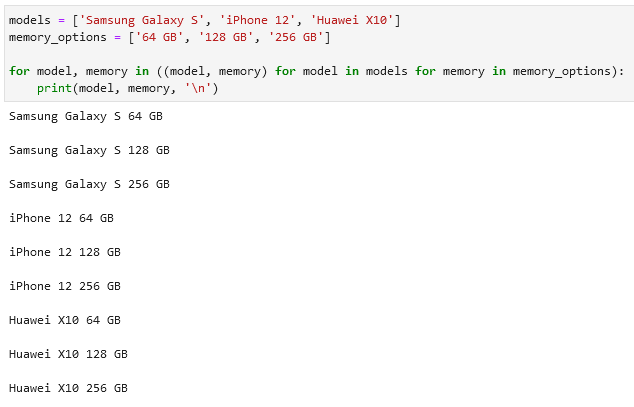 models = ['Samsung Galaxy S', 'iPhone 12', 'Huawei X10']
memory_options = ['64 GB', '128 GB', '256 GB']
for model, memory in ((model, memory) for model in models for memory in memory_options):
    print(model, memory, '\n')
Samsung Galaxy S 64 GB
Samsung Galaxy S 128 GB
Samsung Galaxy S 256 GB
iPhone 12 64 GB
iPhone 12 128 GB
iPhone 12 256 GB
Huawei X10 64 GB
Huawei X10 128 GB
Huawei X10 256 GB